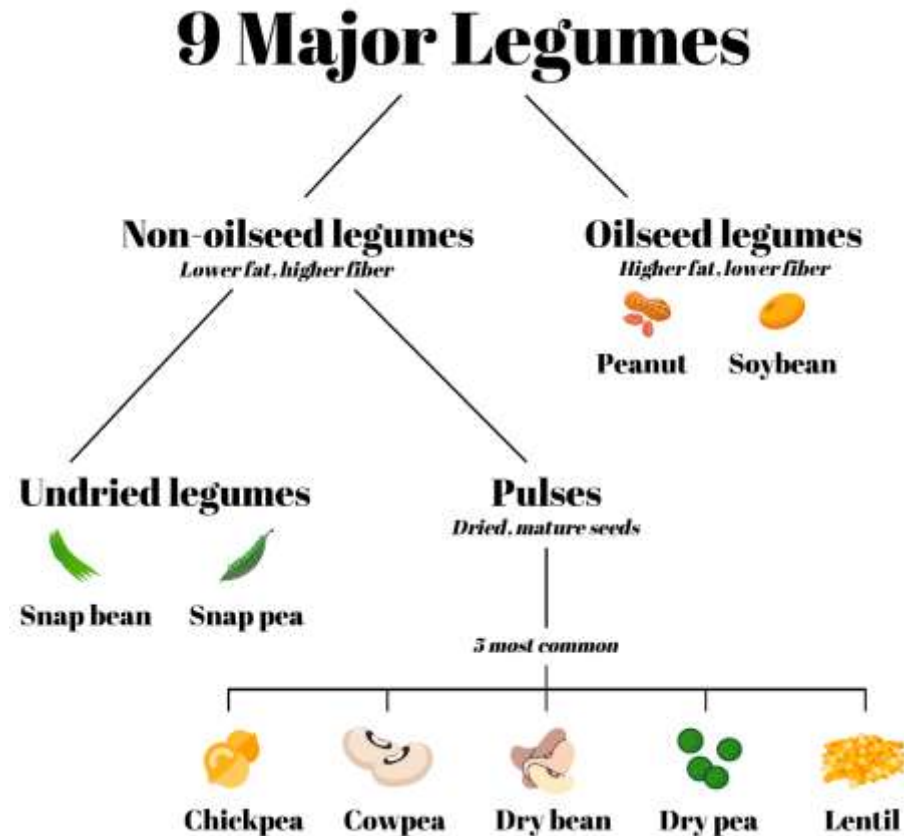 9 Major Legumes
Non-oilseed legumes
Lower fat, higher fiber
Oilseed legumes
Higher fat, lower fiber
Peanut
Soybean
Undried legumes
Snap bean
Snap pea
Pulses
Dried, mature seeds
5 most common
Chickpea
Cowpea
Dry bean
Dry pea
Lentil